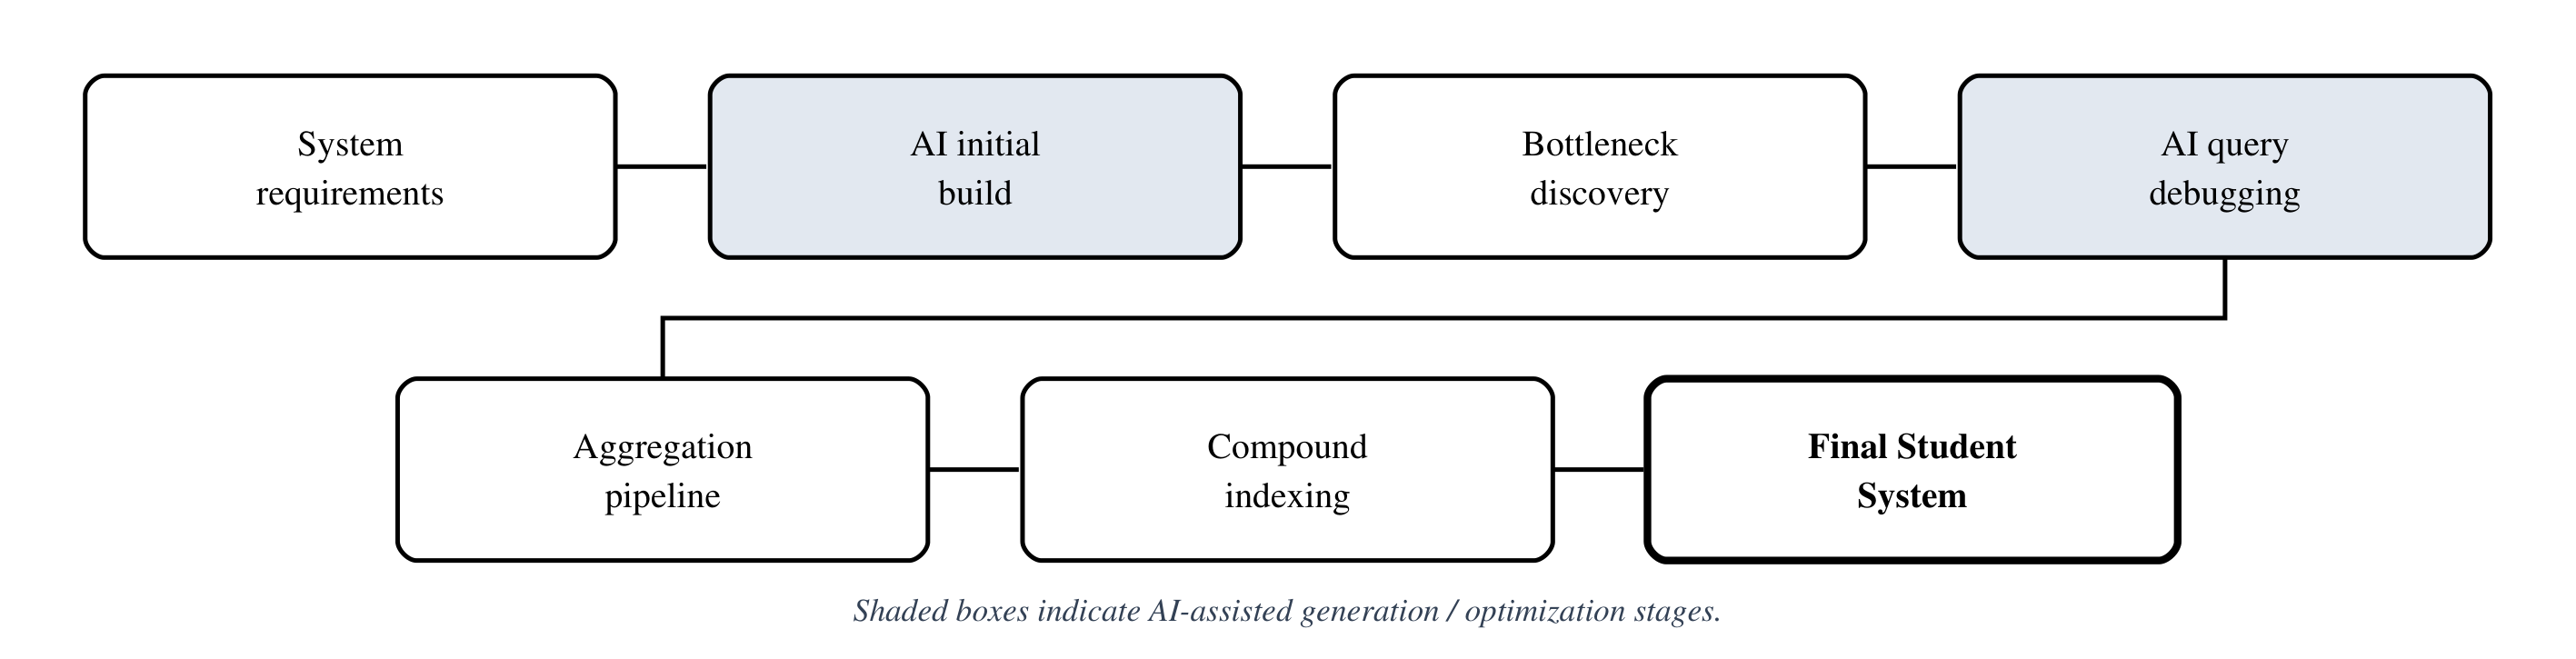 System
requirements
AI initial
build
Bottleneck
discovery
AI query
debugging
Aggregation
pipeline
Compound
indexing
Final Student
System
Shaded boxes indicate AI-assisted generation / optimization stages.